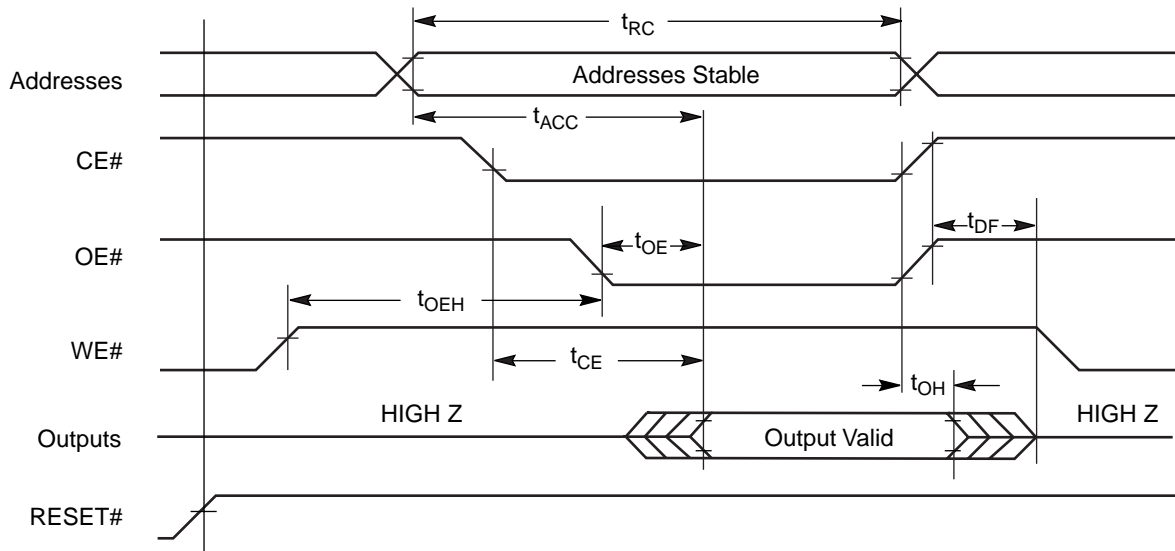 tRC
Addresses
Addresses Stable
tACC
CE#
tDF
tOE
OE#
tOEH
WE#
tCE
tOH
HIGH Z
HIGH Z
Outputs
Output Valid
RESET#